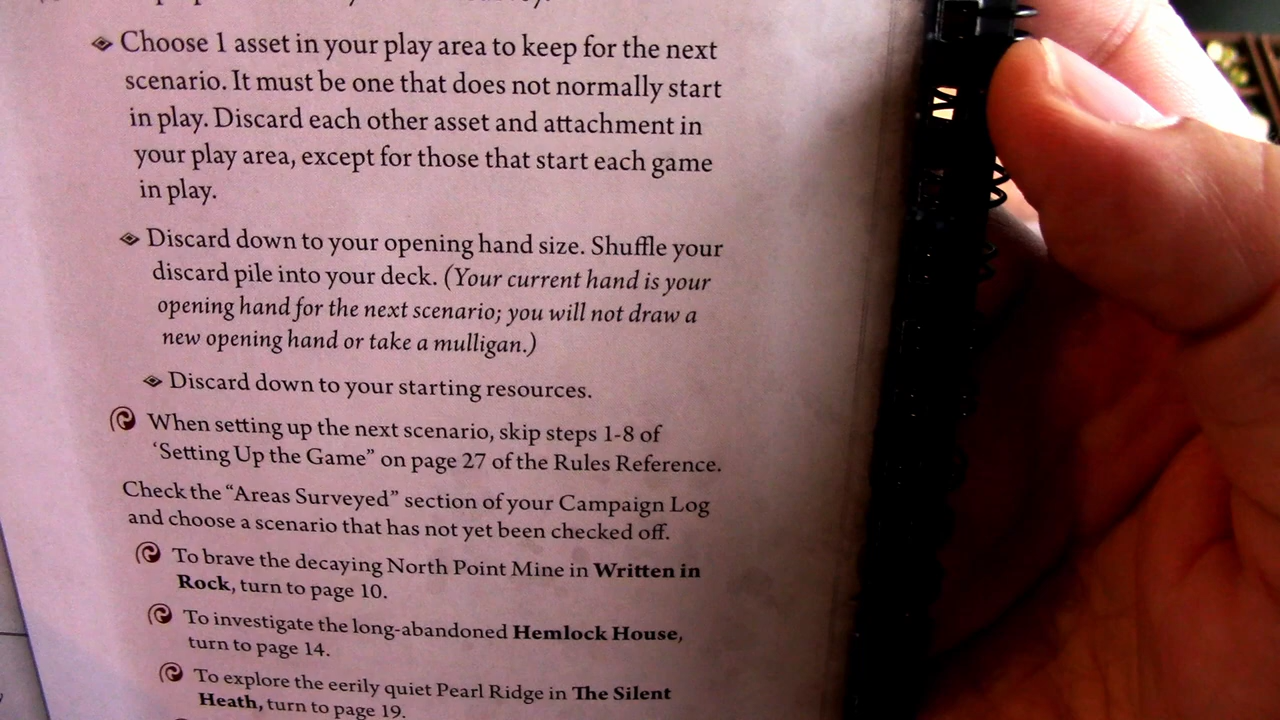 Choose 1 asset in your play area to keep for the next
scenario. It must be one that does not normally start
in play. Discard each other asset and attachment in
your play area, except for those that start each game
in play.
Discard down to your opening hand size. Shuffle your
discard pile into your deck. (Your current hand is your
opening hand for the next scenario; you will not draw a
new opening hand or take a mulligan.)
Discard down to your starting resources.
When setting up the next scenario, skip steps 1-8 of
‘Setting Up the Game” on page 27 of the Rules Reference.
Check the “Areas Surveyed” section of your Campaign Log
and choose a scenario that has not yet been checked off.
To brave the decaying North Point Mine in Written in
Rock, turn to page 10.
To investigate the long-abandoned Hemlock House,
turn to page 14.
To explore the eerily quiet Pearl Ridge in The Silent
Heath, turn to page 19.